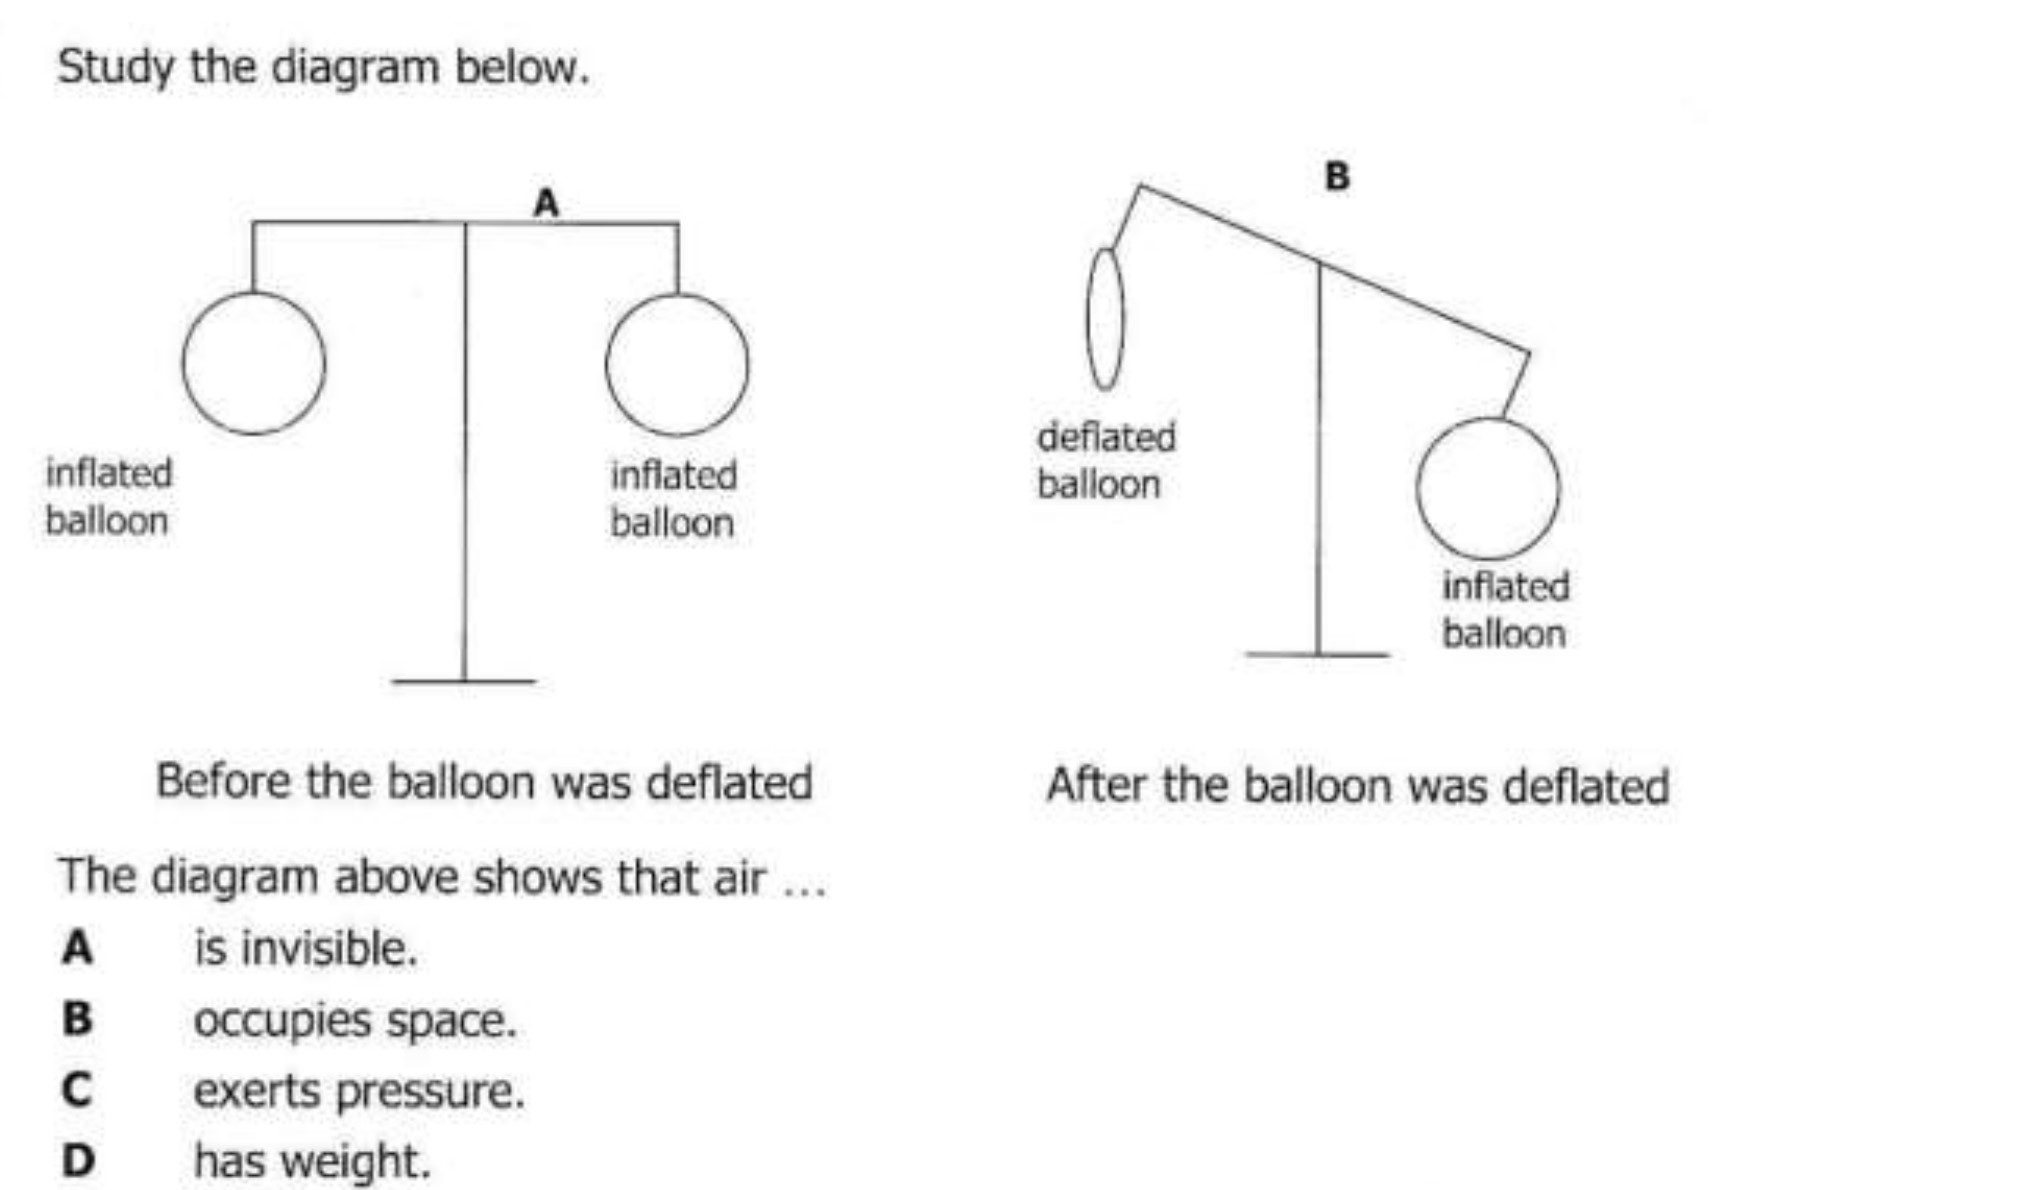 Study the diagram below.
A
B
inflated
balloon
inflated
balloon
deflated
balloon
inflated
balloon
Before the balloon was deflated
After the balloon was deflated
The diagram above shows that air ...
A is invisible.
B occupies space.
C exerts pressure.
D has weight.